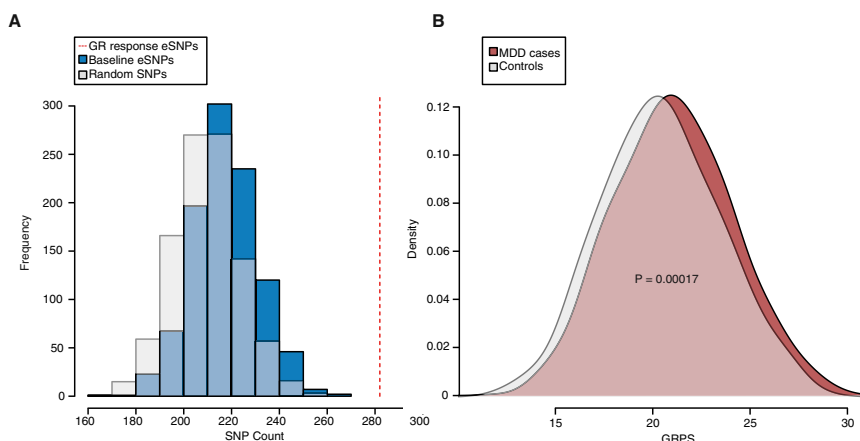 A
GR response eSNPs
Baseline eSNPs
Random SNPs
300
250
200
150
100
50
0
Frequency
160 180 200 220 240 260 280 300
SNP Count
B
MDD cases
Controls
0.12
0.10
0.08
0.06
0.04
0.02
0
Density
P = 0.00017
15 20 25 30
GRPS